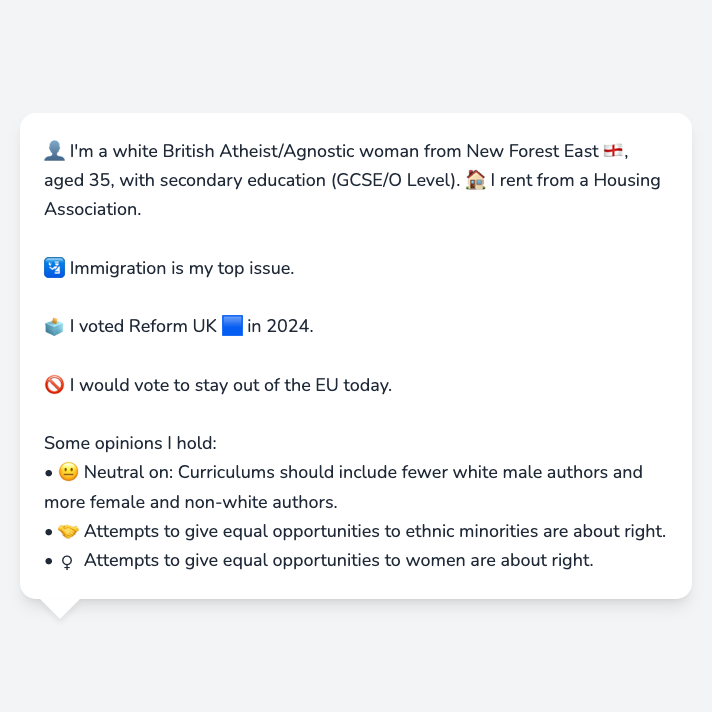 👤 I'm a white British Atheist/Agnostic woman from New Forest East 🏴󠁧󠁢󠁥󠁮󠁧󠁿,
aged 35, with secondary education (GCSE/O Level). 🏠 I rent from a Housing
Association.
🛂 Immigration is my top issue.
🗳️ I voted Reform UK 🟦 in 2024.
🚫 I would vote to stay out of the EU today.
Some opinions I hold:
• 😐 Neutral on: Curriculums should include fewer white male authors and
more female and non-white authors.
• 🤝 Attempts to give equal opportunities to ethnic minorities are about right.
• ♀ Attempts to give equal opportunities to women are about right.